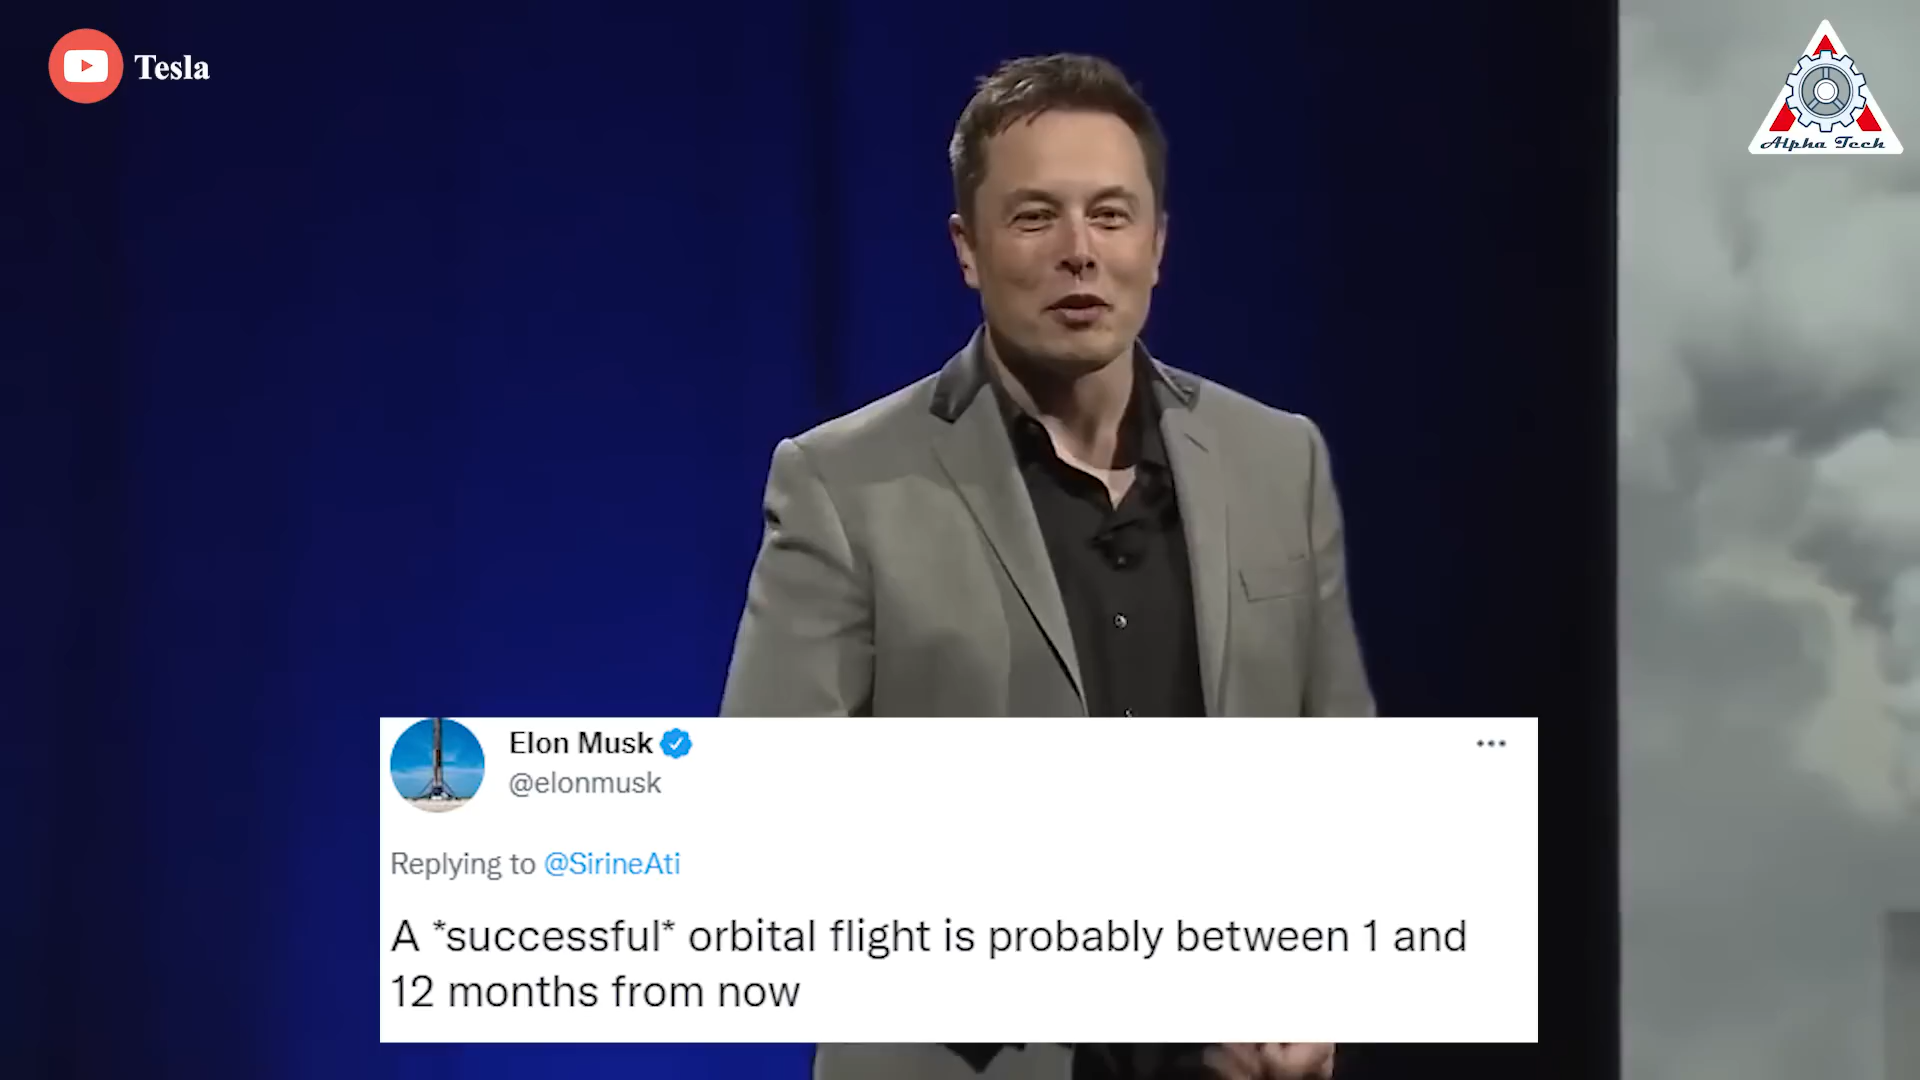 Tesla
Alpha Tech
Elon Musk
@elonmusk
Replying to @SirineAti
A *successful* orbital flight is probably between 1 and
12 months from now